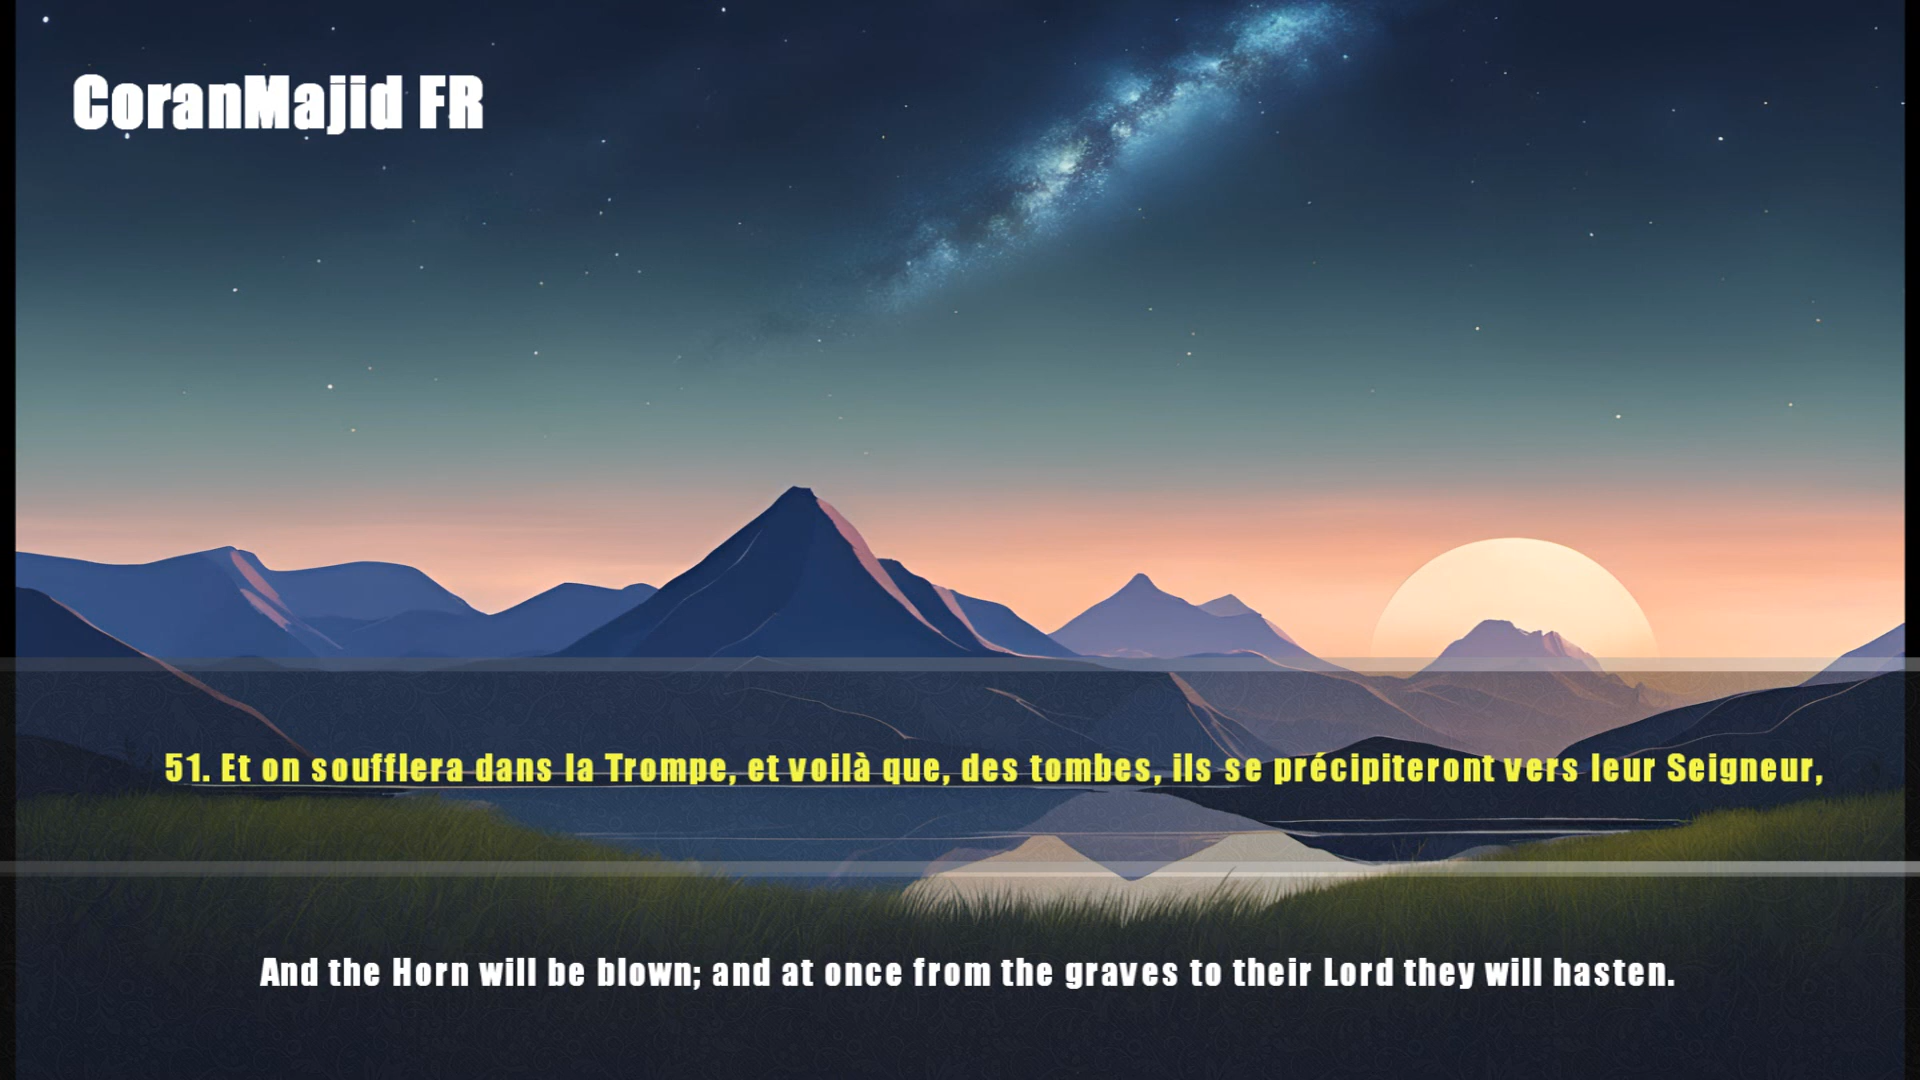 CoranMajid FR
51. Et on soufflera dans la Trompe, et voilà que, des tombes, ils se précipiteront vers leur Seigneur,
And the Horn will be blown; and at once from the graves to their Lord they will hasten.